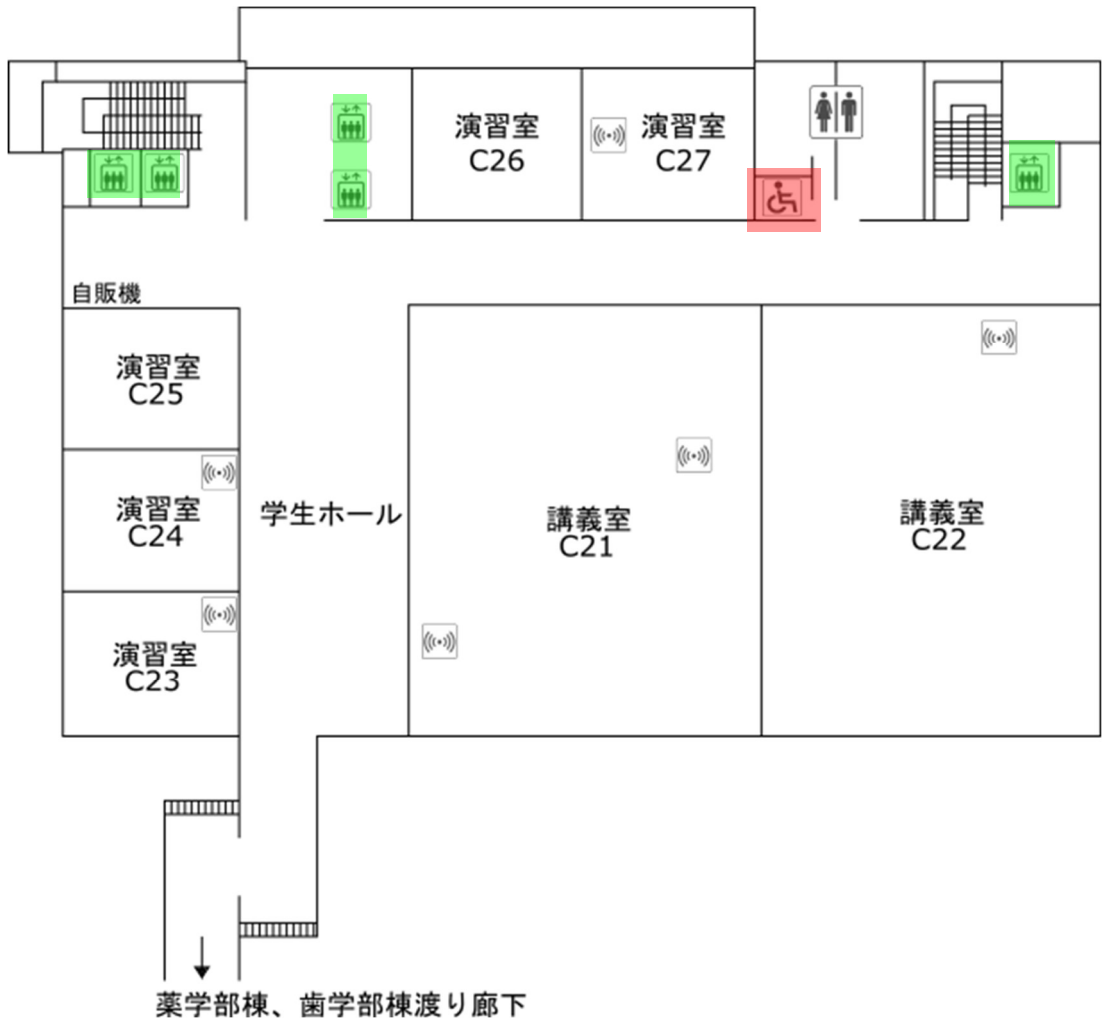 演習室
C26
演習室
C27
自販機
演習室
C25
演習室
C24
演習室
C23
学生ホール
講義室
C21
講義室
C22
薬学部棟、歯学部棟渡り廊下